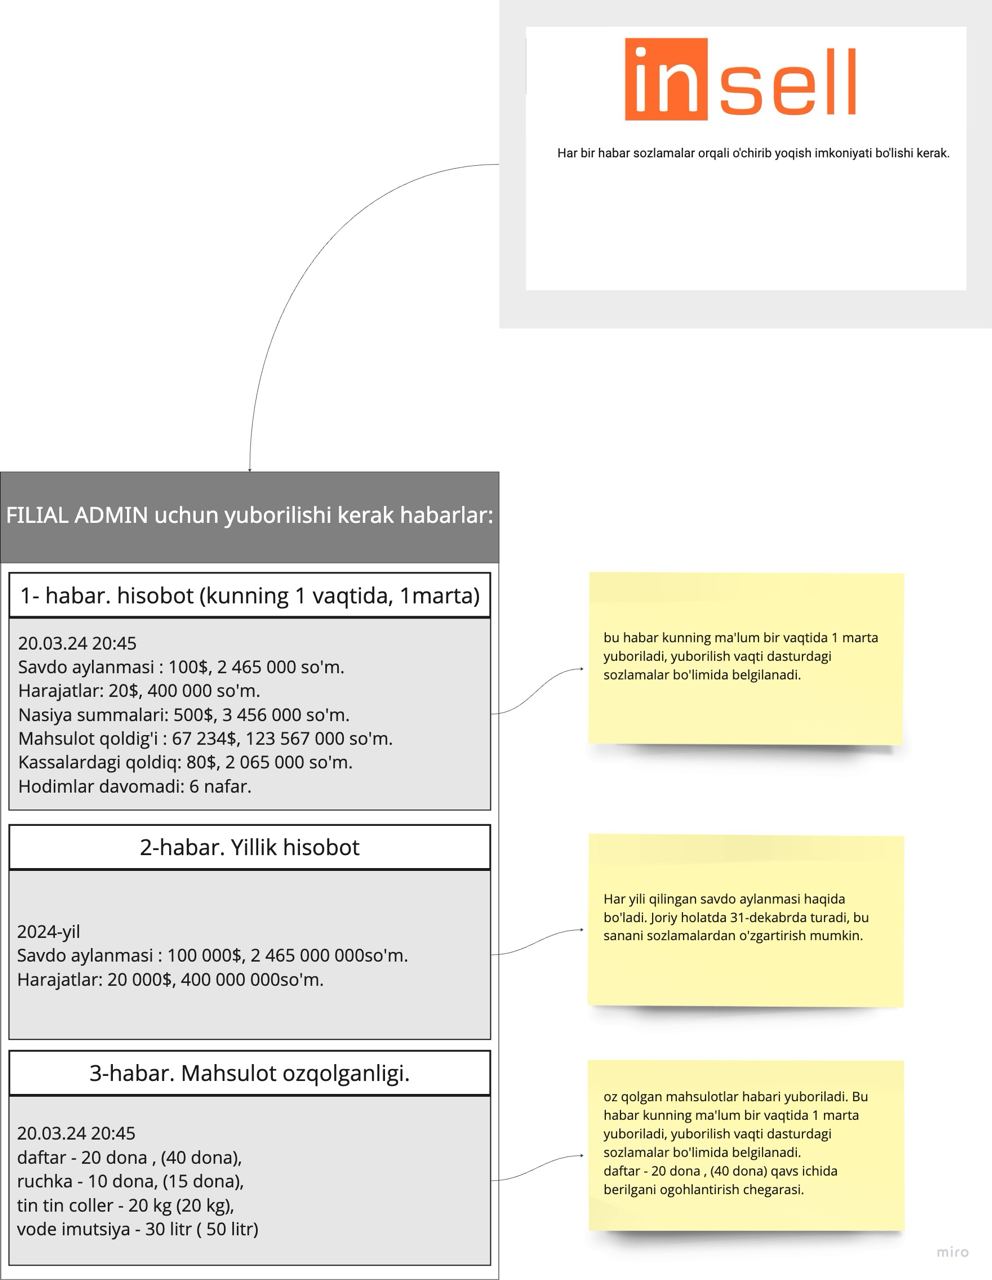 insell
Har bir habar sozlamalar orqali o'chirib yoqish imkoniyati bo'lishi kerak.
FILIAL ADMIN uchun yuborilishi kerak habarlar:
1- habar. hisobot (kunning 1 vaqtida, 1marta)
20.03.24 20:45
Savdo aylanmasi : 100$, 2 465 000 so'm.
Harajatlar: 20$, 400 000 so'm.
Nasiya summalari: 500$, 3 456 000 so'm.
Mahsulot qoldig'i : 67 234$, 123 567 000 so'm.
Kassalardagi qoldiq: 80$, 2 065 000 so'm.
Hodimlar davomadi: 6 nafar.
bu habar kunning ma'lum bir vaqtida 1 marta
yuboriladi, yuborilish vaqti dasturdagi
sozlamalar bo'limida belgilanadi.
2-habar. Yillik hisobot
2024-yil
Savdo aylanmasi : 100 000$, 2 465 000 000so'm.
Harajatlar: 20 000$, 400 000 000so'm.
Har yili qilingan savdo aylanmasi haqida
bo'ladi. Joriy holatda 31-dekabrda turadi, bu
sanani sozlamalardan o'zgartirish mumkin.
3-habar. Mahsulot ozqolganligi.
20.03.24 20:45
daftar - 20 dona , (40 dona),
ruchka - 10 dona, (15 dona),
tin tin coller - 20 kg (20 kg),
vode imutsiya - 30 litr ( 50 litr)
oz qolgan mahsulotlar habari yuboriladi. Bu
habar kunning ma'lum bir vaqtida 1 marta
yuboriladi, yuborilish vaqti dasturdagi
sozlamalar bo'limida belgilanadi.
daftar - 20 dona , (40 dona) qavs ichida
berilgani ogohlantirish chegarasi.
miro